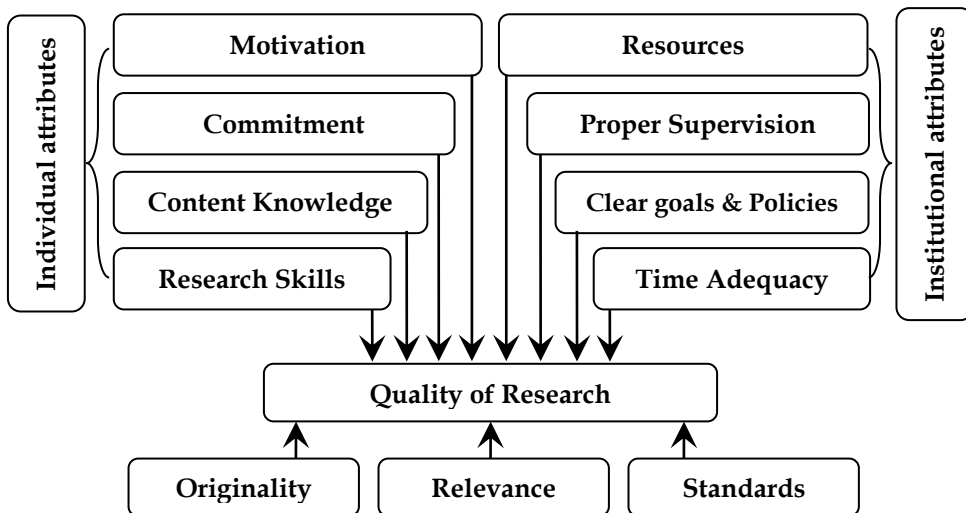 Individual attributes
Motivation
Commitment
Content Knowledge
Research Skills
Resources
Proper Supervision
Clear goals & Policies
Time Adequacy
Institutional attributes
Quality of Research
Originality
Relevance
Standards